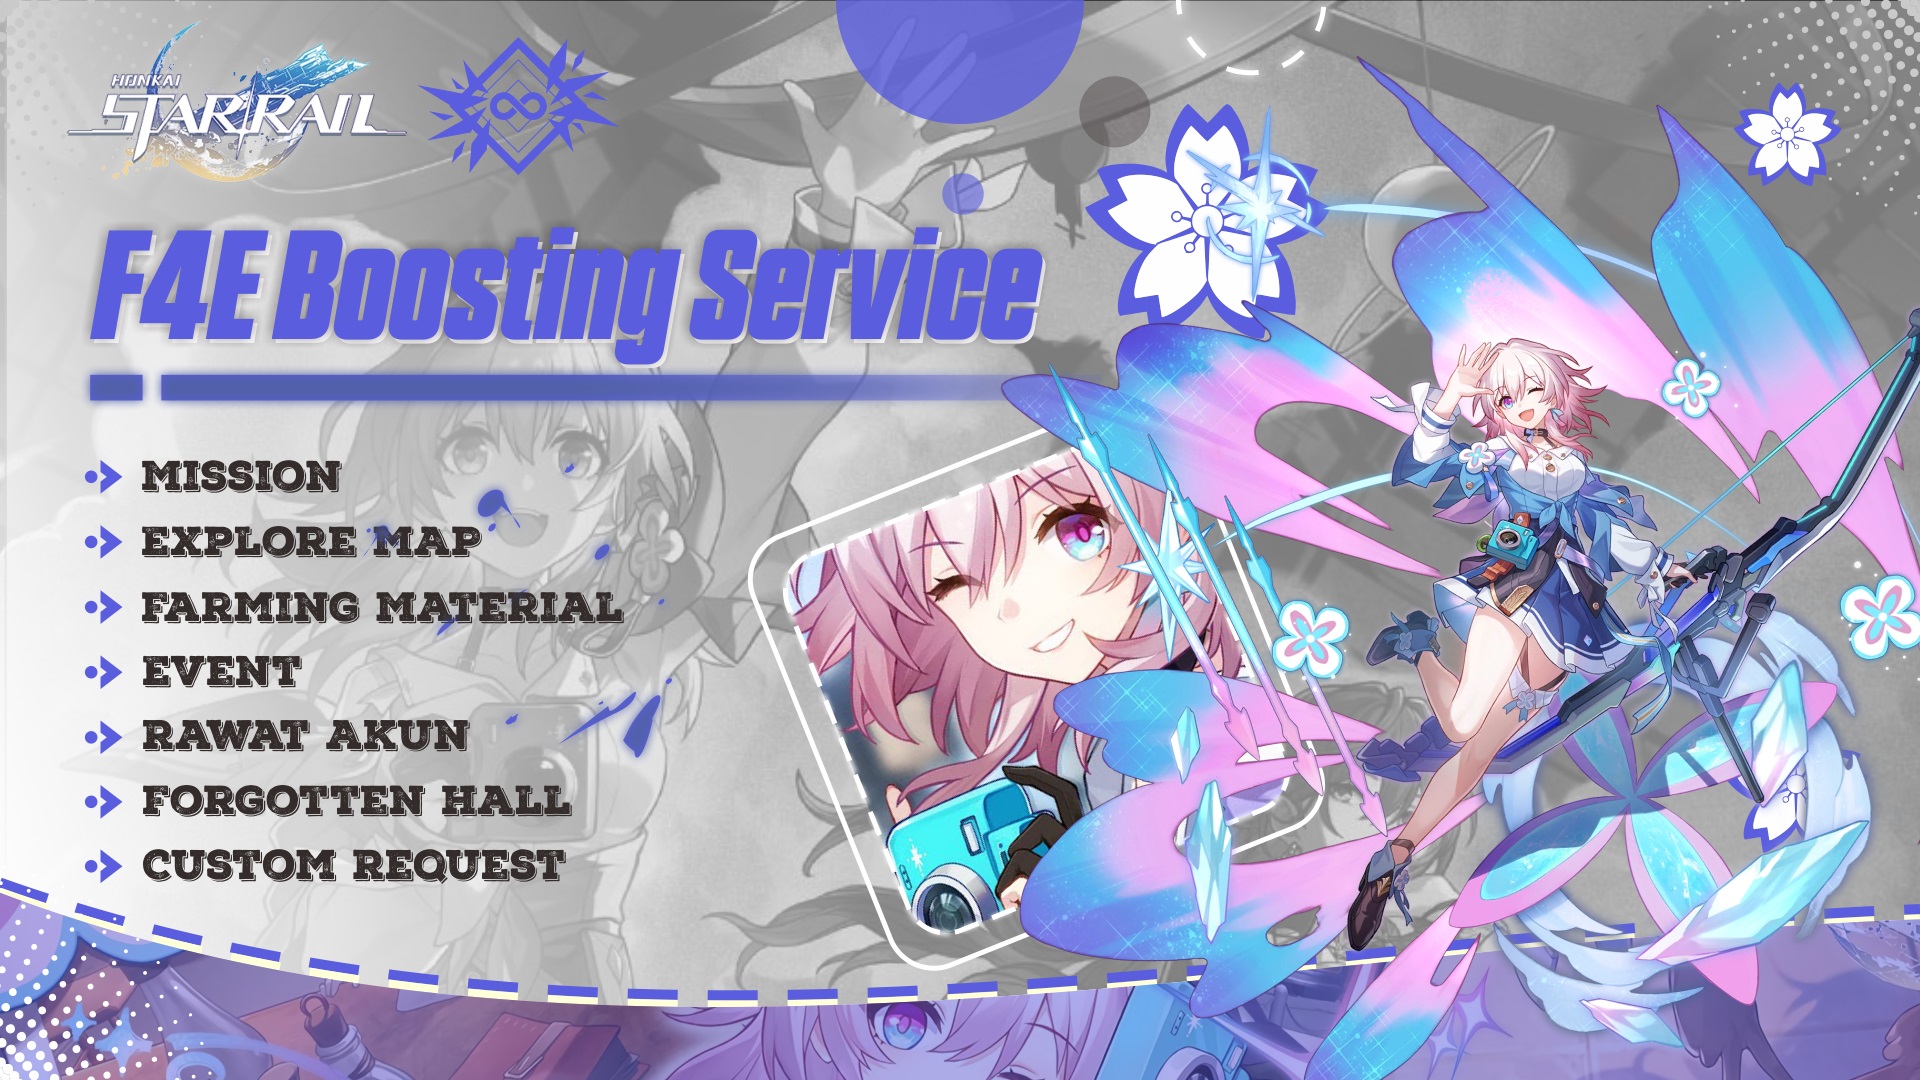 HONKAI
STAR RAIL
F4E Boosting Service
MISSION
EXPLORE MAP
FARMING MATERIAL
EVENT
RAWAT AKUN
FORGOTTEN HALL
CUSTOM REQUEST